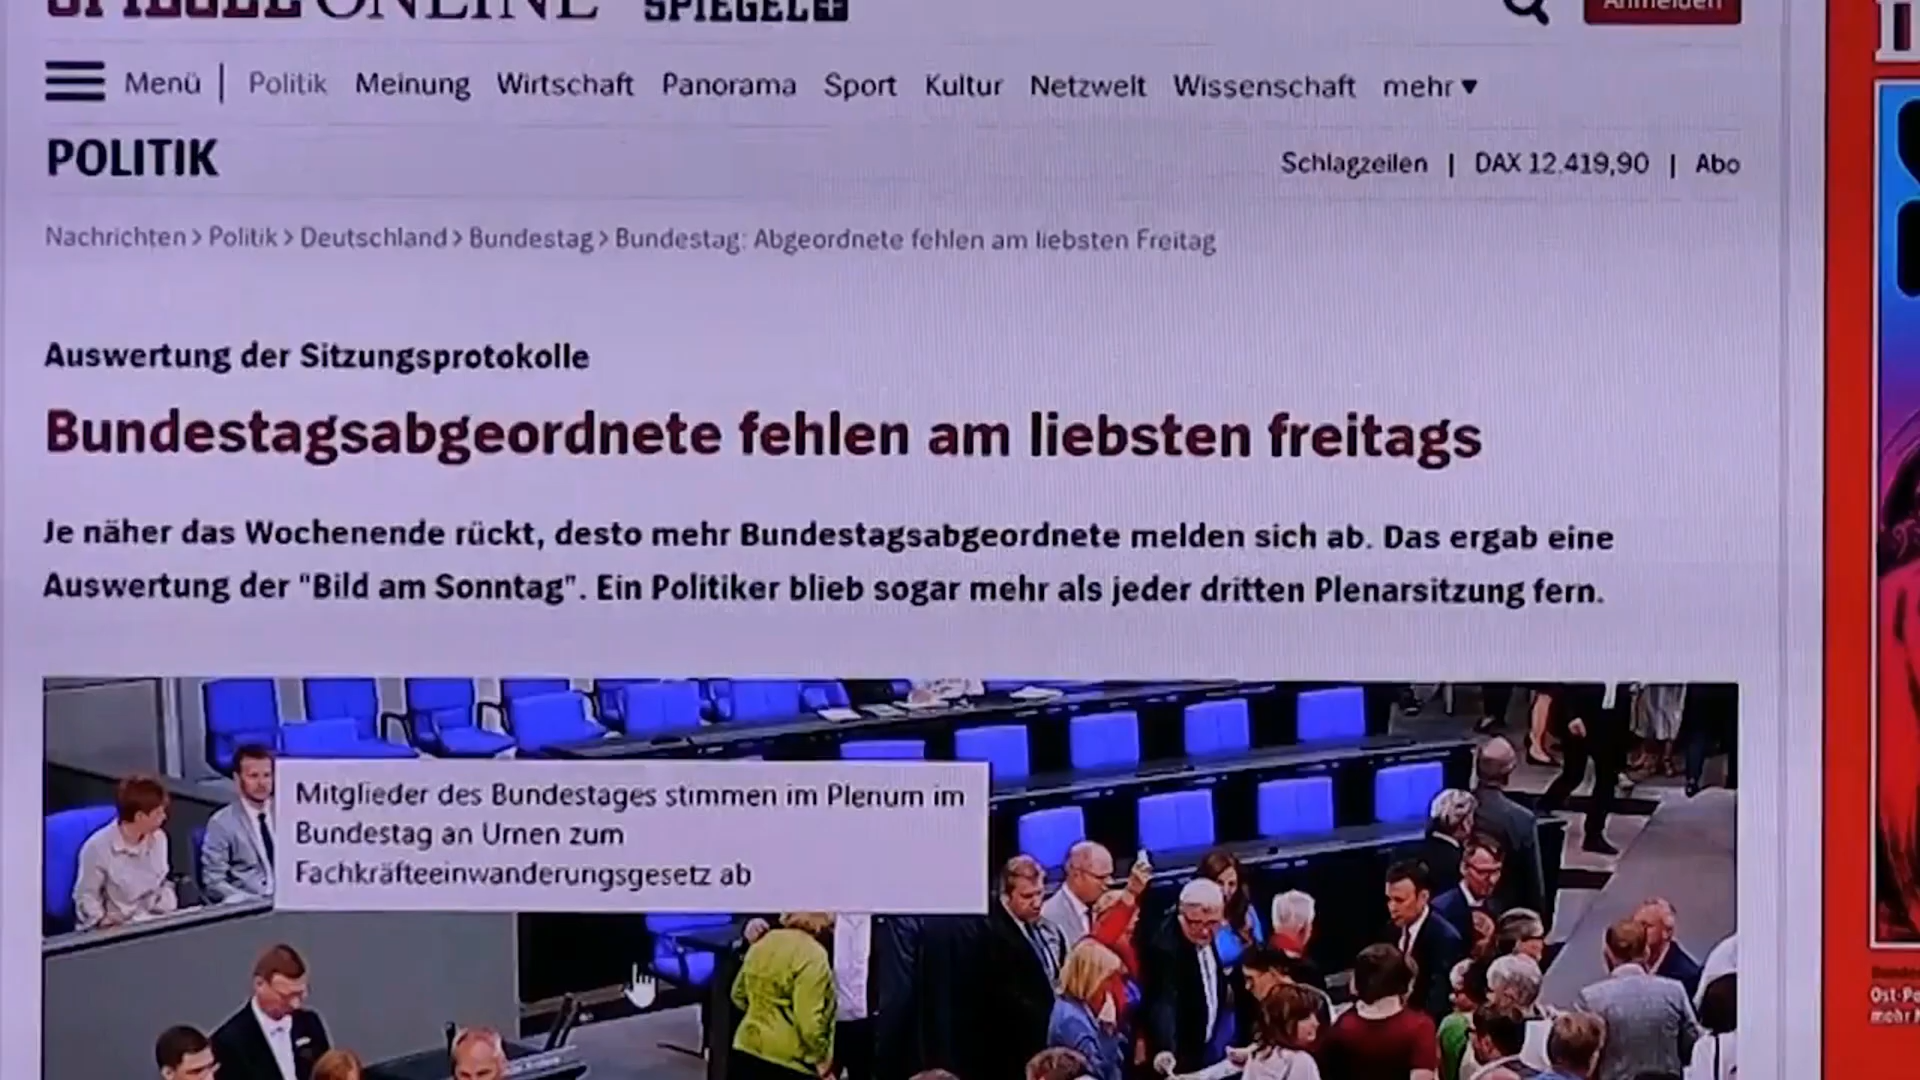 SPIEGEL ONLINE SPIEGEL+
Anmelden
Menü | Politik Meinung Wirtschaft Panorama Sport Kultur Netzwelt Wissenschaft mehr ▾
POLITIK
Schlagzeilen | DAX 12.419,90 | Abo
Nachrichten > Politik > Deutschland > Bundestag > Bundestag: Abgeordnete fehlen am liebsten Freitag
Auswertung der Sitzungsprotokolle
Bundestagsabgeordnete fehlen am liebsten freitags
Je näher das Wochenende rückt, desto mehr Bundestagsabgeordnete melden sich ab. Das ergab eine
Auswertung der "Bild am Sonntag". Ein Politiker blieb sogar mehr als jeder dritten Plenarsitzung fern.
Mitglieder des Bundestages stimmen im Plenum im
Bundestag an Urnen zum
Fachkräfteeinwanderungsgesetz ab